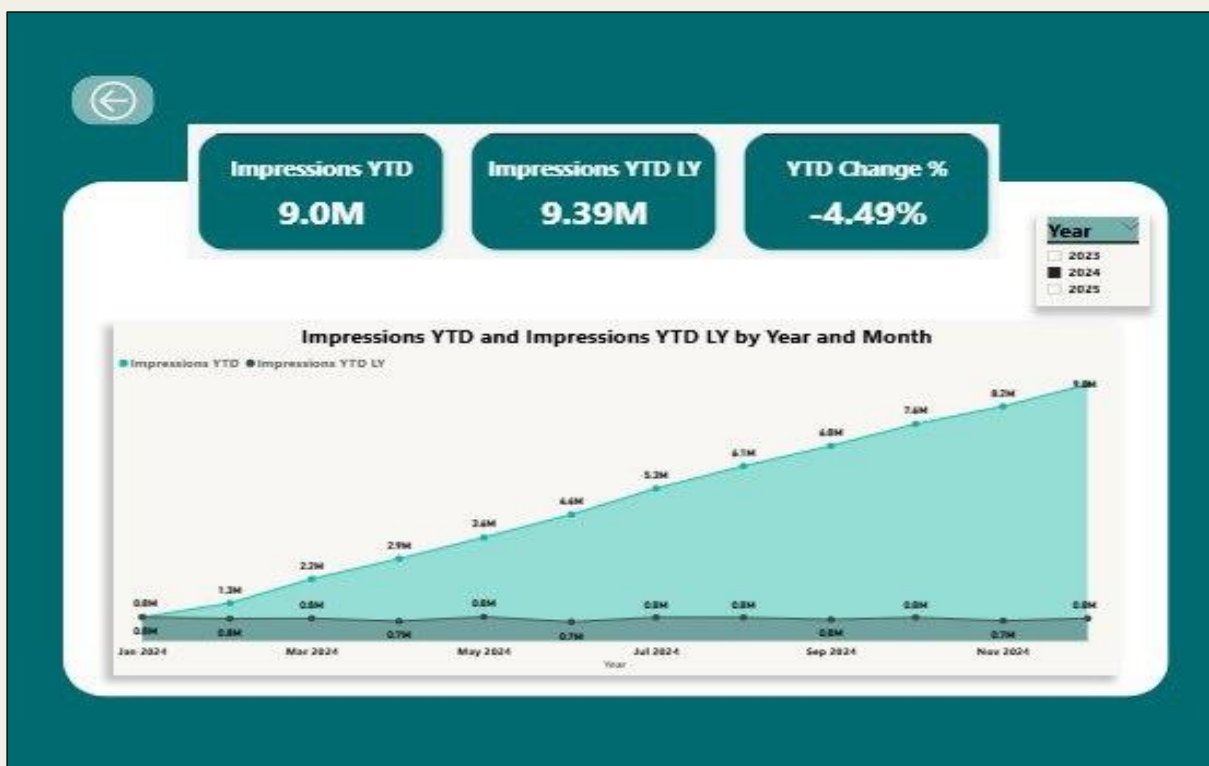 Impressions YTD
9.0M
Impressions YTD LY
9.39M
YTD Change %
-4.49%
Year
2023
2024
2025
Impressions YTD and Impressions YTD LY by Year and Month
Impressions YTD Impressions YTD LY
0.8M
1.3M
2.2M
2.9M
3.6M
4.4M
5.3M
6.1M
6.8M
7.6M
8.2M
9.0M
0.8M
0.8M
0.8M
0.7M
0.8M
0.7M
0.8M
0.8M
0.8M
0.8M
0.7M
0.8M
Jan 2024 Mar 2024 May 2024 Jul 2024 Sep 2024 Nov 2024
Year